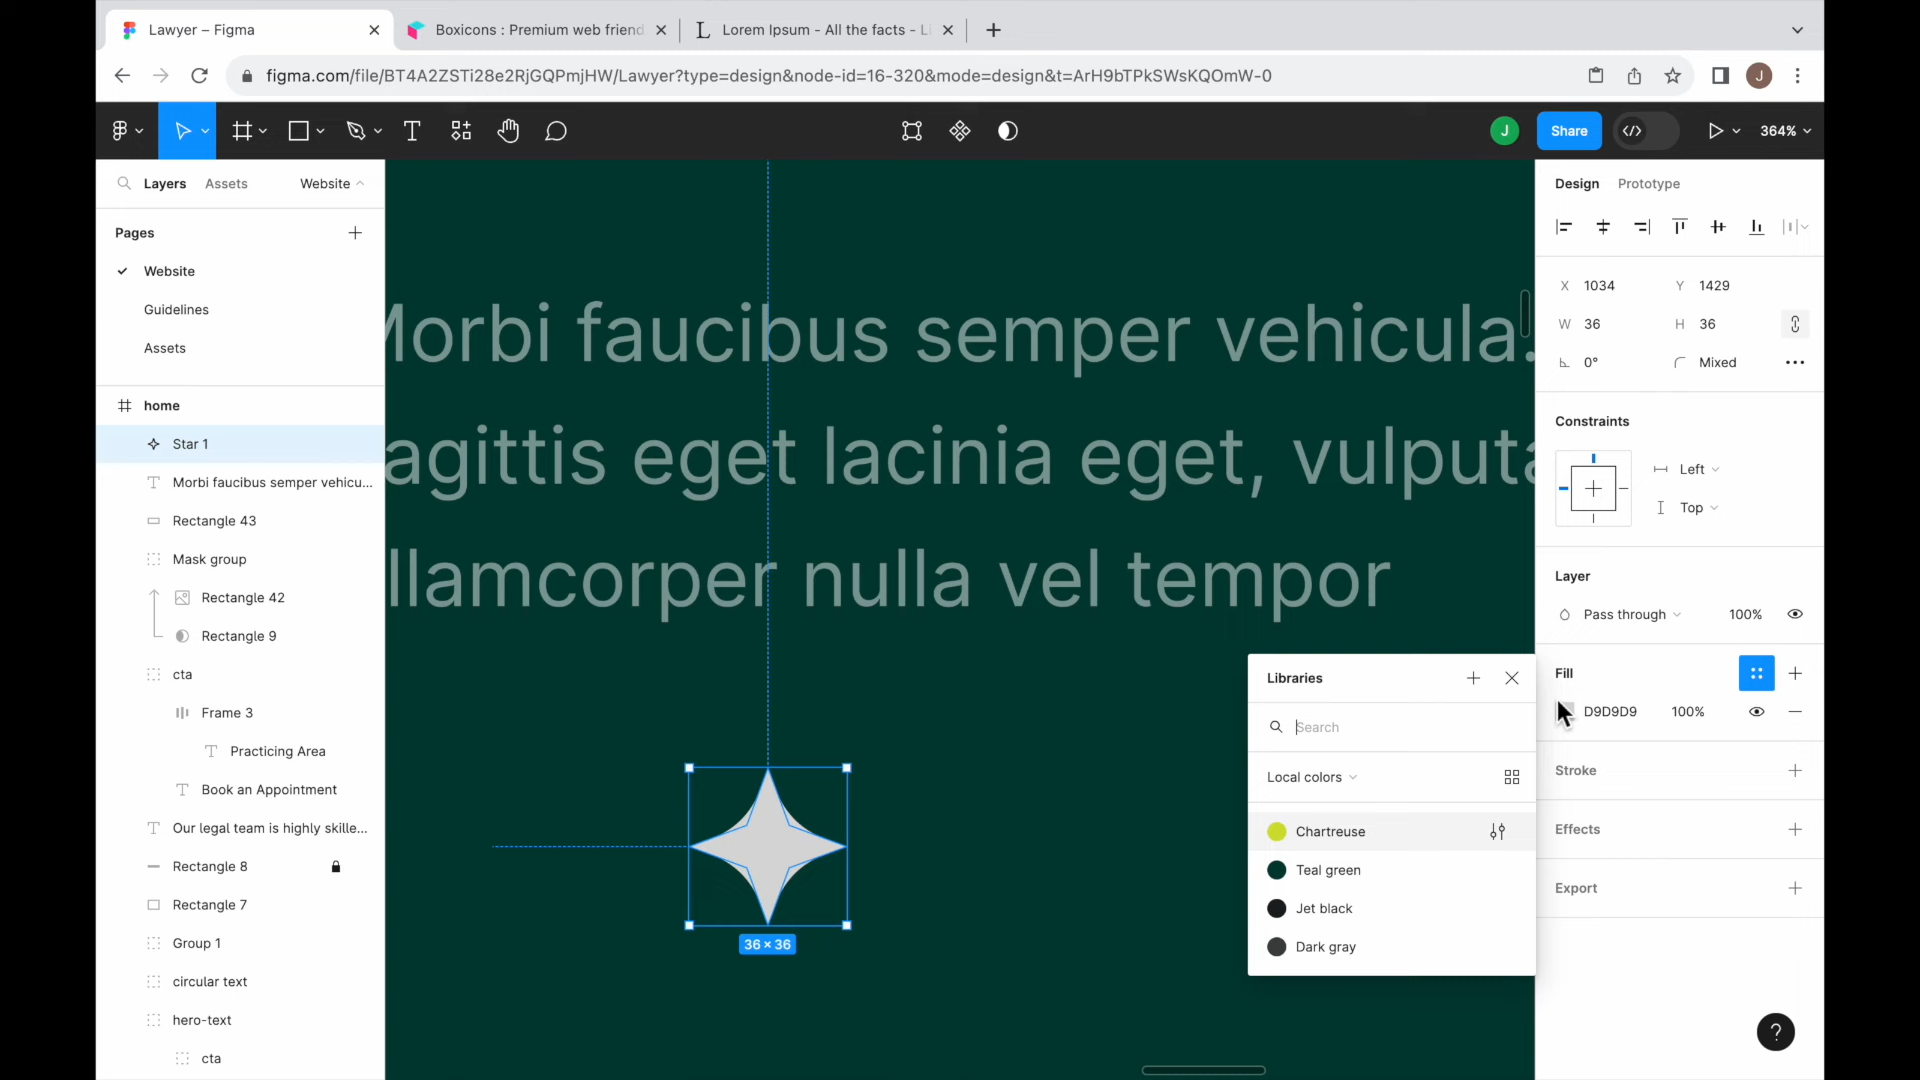 Lawyer – Figma
Boxicons : Premium web friend
Lorem Ipsum - All the facts - Li
figma.com/file/BT4A2ZSTi28e2RjGQPmjHW/Lawyer?type=design&node-id=16-320&mode=design&t=ArH9bTPkSWsKQOmW-0
J
J
Share
364%
Layers
Assets
Website
Pages
Website
Guidelines
Assets
home
Star 1
Morbi faucibus semper vehicu...
Rectangle 43
Mask group
Rectangle 42
Rectangle 9
cta
Frame 3
Practicing Area
Book an Appointment
Our legal team is highly skille...
Rectangle 8
Rectangle 7
Group 1
circular text
hero-text
cta
Morbi faucibus semper vehicula.
agittis eget lacinia eget, vulputa
llamcorper nulla vel tempor
36 × 36
Libraries
Search
Local colors
Chartreuse
Teal green
Jet black
Dark gray
Design
Prototype
X 1034 Y 1429
W 36 H 36
0° Mixed
Constraints
Left
Top
Layer
Pass through 100%
Fill
D9D9D9 100%
Stroke
Effects
Export
?